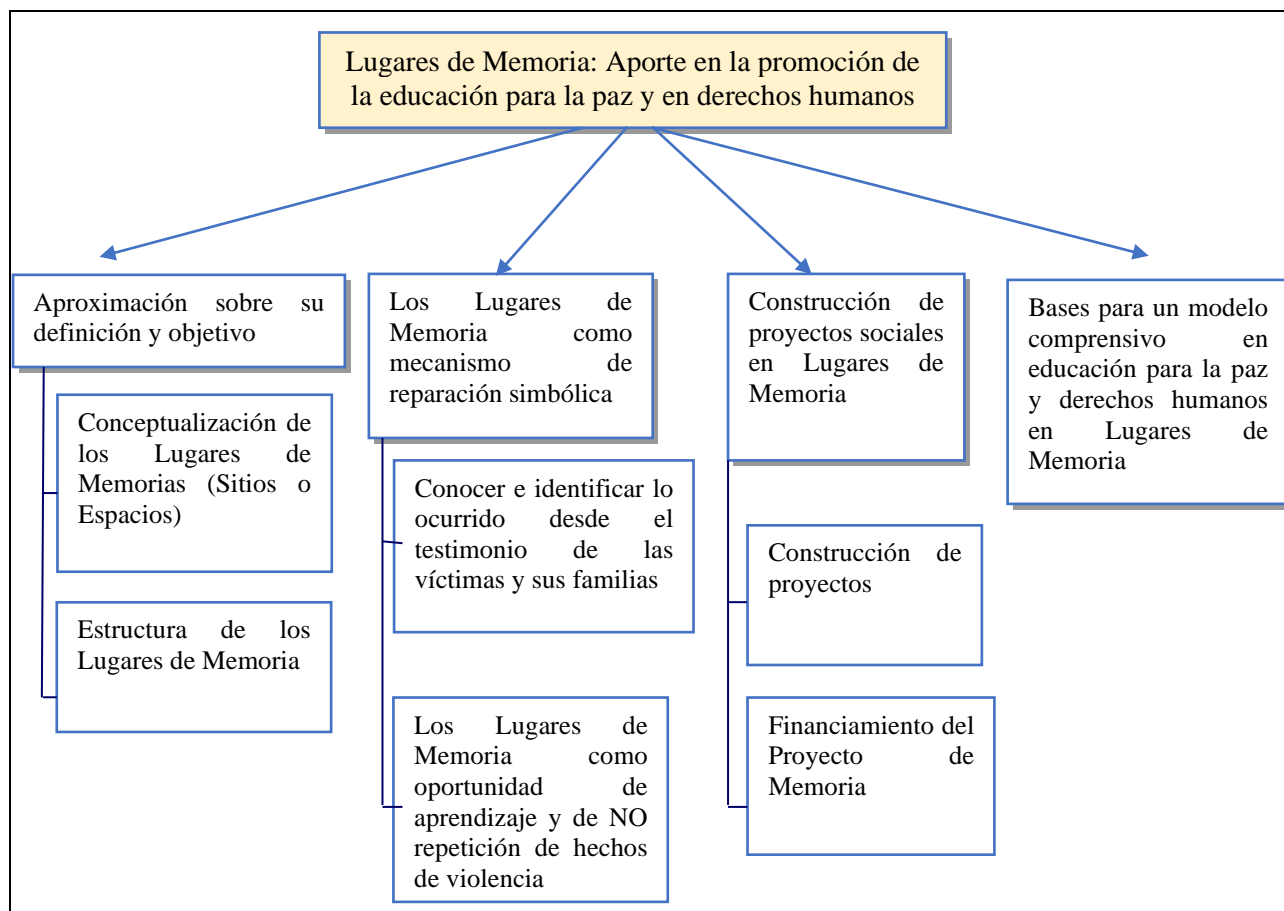 Lugares de Memoria: Aporte en la promoción de
la educación para la paz y en derechos humanos
Aproximación sobre su
definición y objetivo
Conceptualización de
los Lugares de
Memorias (Sitios o
Espacios)
Estructura de los
Lugares de Memoria
Los Lugares de
Memoria como
mecanismo de
reparación simbólica
Conocer e identificar lo
ocurrido desde el
testimonio de las
víctimas y sus familias
Los Lugares de
Memoria como
oportunidad de
aprendizaje y de NO
repetición de hechos
de violencia
Construcción de
proyectos sociales
en Lugares de
Memoria
Construcción de
proyectos
Financiamiento del
Proyecto de
Memoria
Bases para un modelo
comprensivo en
educación para la paz
y derechos humanos
en Lugares de
Memoria